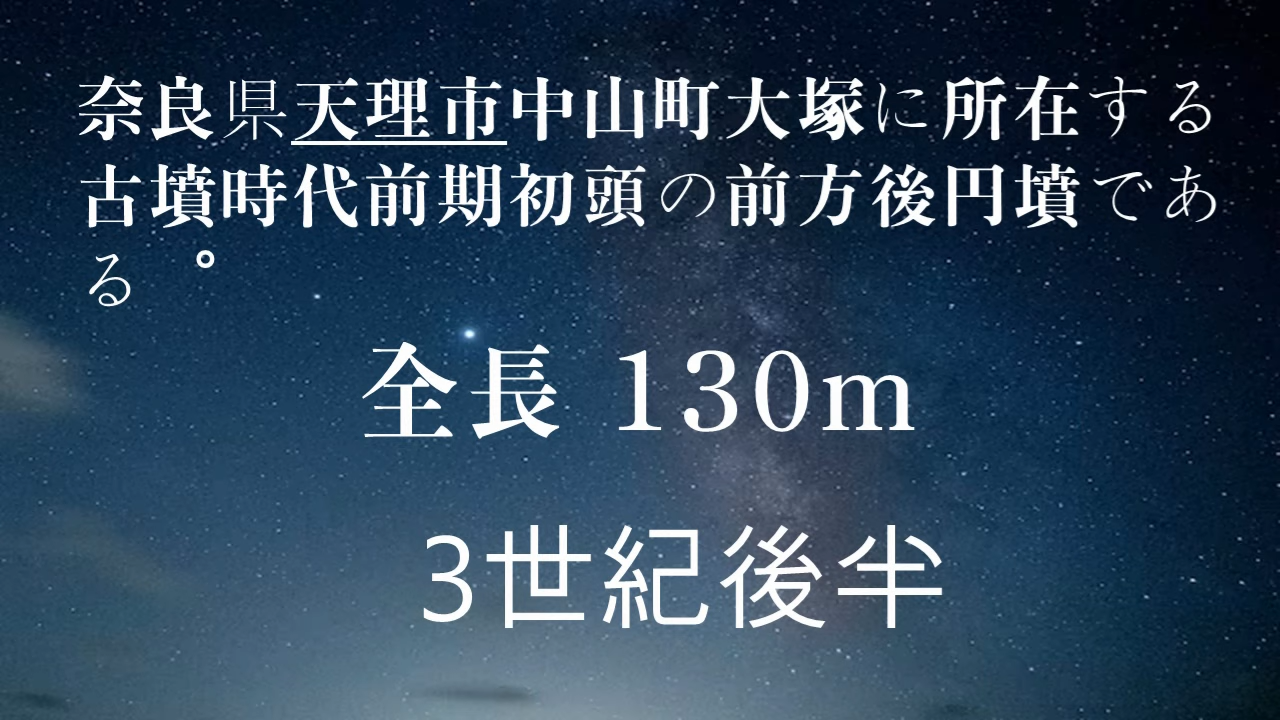 奈良県天理市中山町大塚に所在する
古墳時代前期初頭の前方後円墳であ
る。
全長 130m
3世紀後半